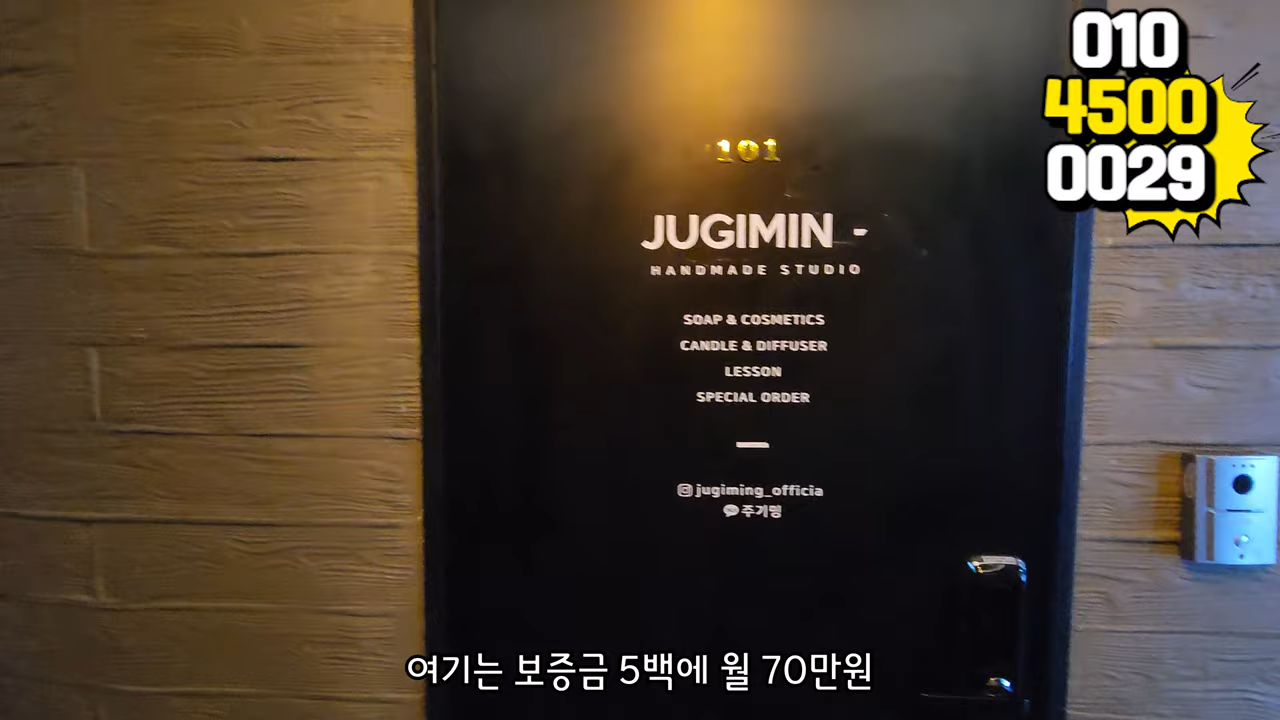 010
4500
0029
101
JUGIMIN -
HANDMADE STUDIO
SOAP & COSMETICS
CANDLE & DIFFUSER
LESSON
SPECIAL ORDER
jugiming_officia
주기밍
여기는 보증금 5백에 월 70만원